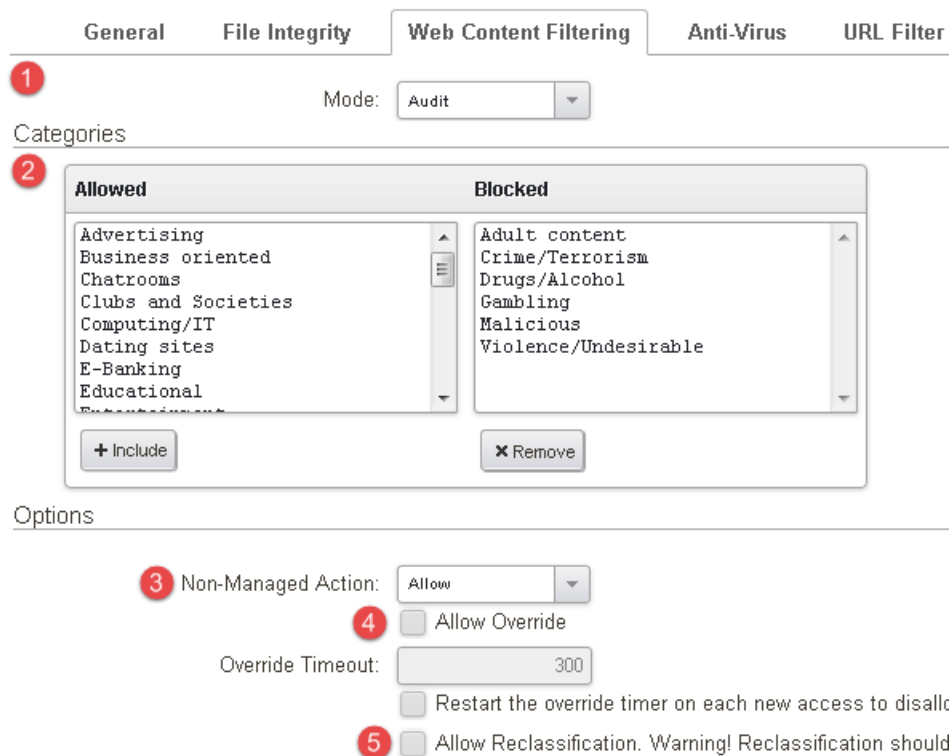 General File Integrity Web Content Filtering Anti-Virus URL Filter
1
Mode: Audit
Categories
2
Allowed Blocked
Advertising
Business oriented
Chatrooms
Clubs and Societies
Computing/IT
Dating sites
E-Banking
Educational
Entertainment
Adult content
Crime/Terrorism
Drugs/Alcohol
Gambling
Malicious
Violence/Undesirable
+ Include
× Remove
Options
3 Non-Managed Action: Allow
4 Allow Override
Override Timeout: 300
Restart the override timer on each new access to disallo
5 Allow Reclassification. Warning! Reclassification should